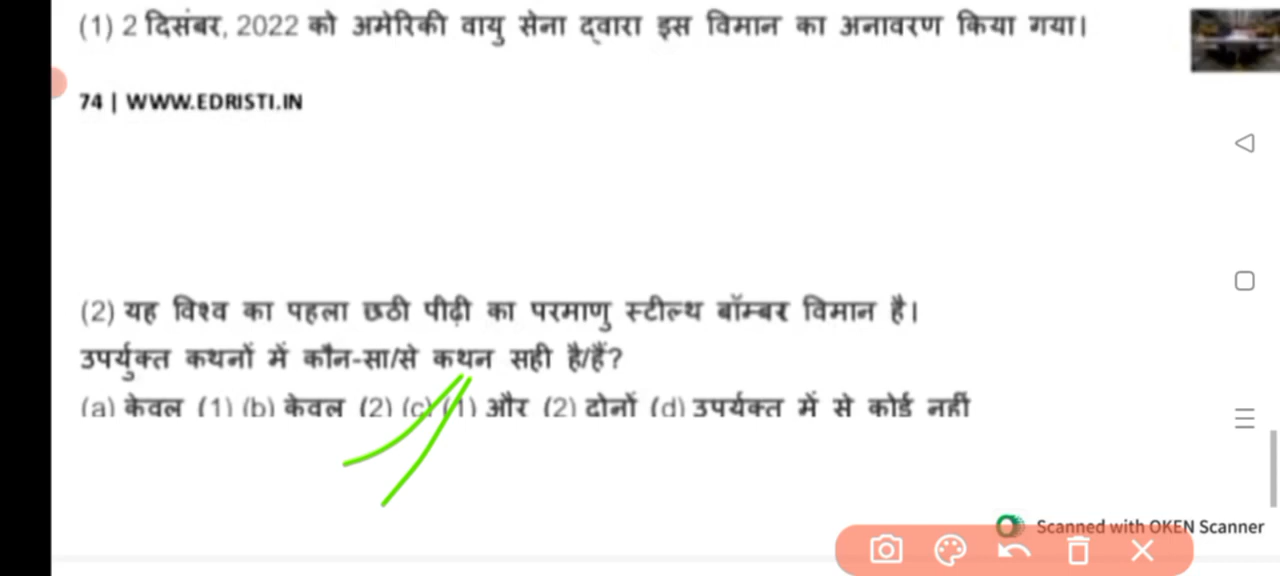 (1) 2 दिसंबर, 2022 को अमेरिकी वायु सेना द्वारा इस विमान का अनावरण किया गया।
74 | WWW.EDRISTI.IN
(2) यह विश्व का पहला छठी पीढ़ी का परमाणु स्टील्थ बॉम्बर विमान है।
उपर्युक्त कथनों में कौन-सा/से कथन सही है/हैं?
(a) केवल (1) (b) केवल (2) (c) (1) और (2) दोनों (d) उपर्युक्त में से कोई नहीं
Scanned with OKEN Scanner